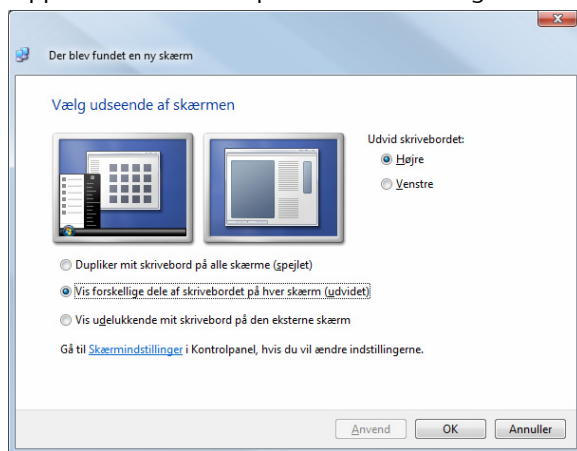 Der blev fundet en ny skærm
Vælg udseende af skærmen
Udvid skrivebordet:
Højre
Venstre
Dupliker mit skrivebord på alle skærme (spejlet)
Vis forskellige dele af skrivebordet på hver skærm (udvidet)
Vis udelukkende mit skrivebord på den eksterne skærm
Gå til Skærmindstillinger i Kontrolpanel, hvis du vil ændre indstillingerne.
Anvend OK Annuller